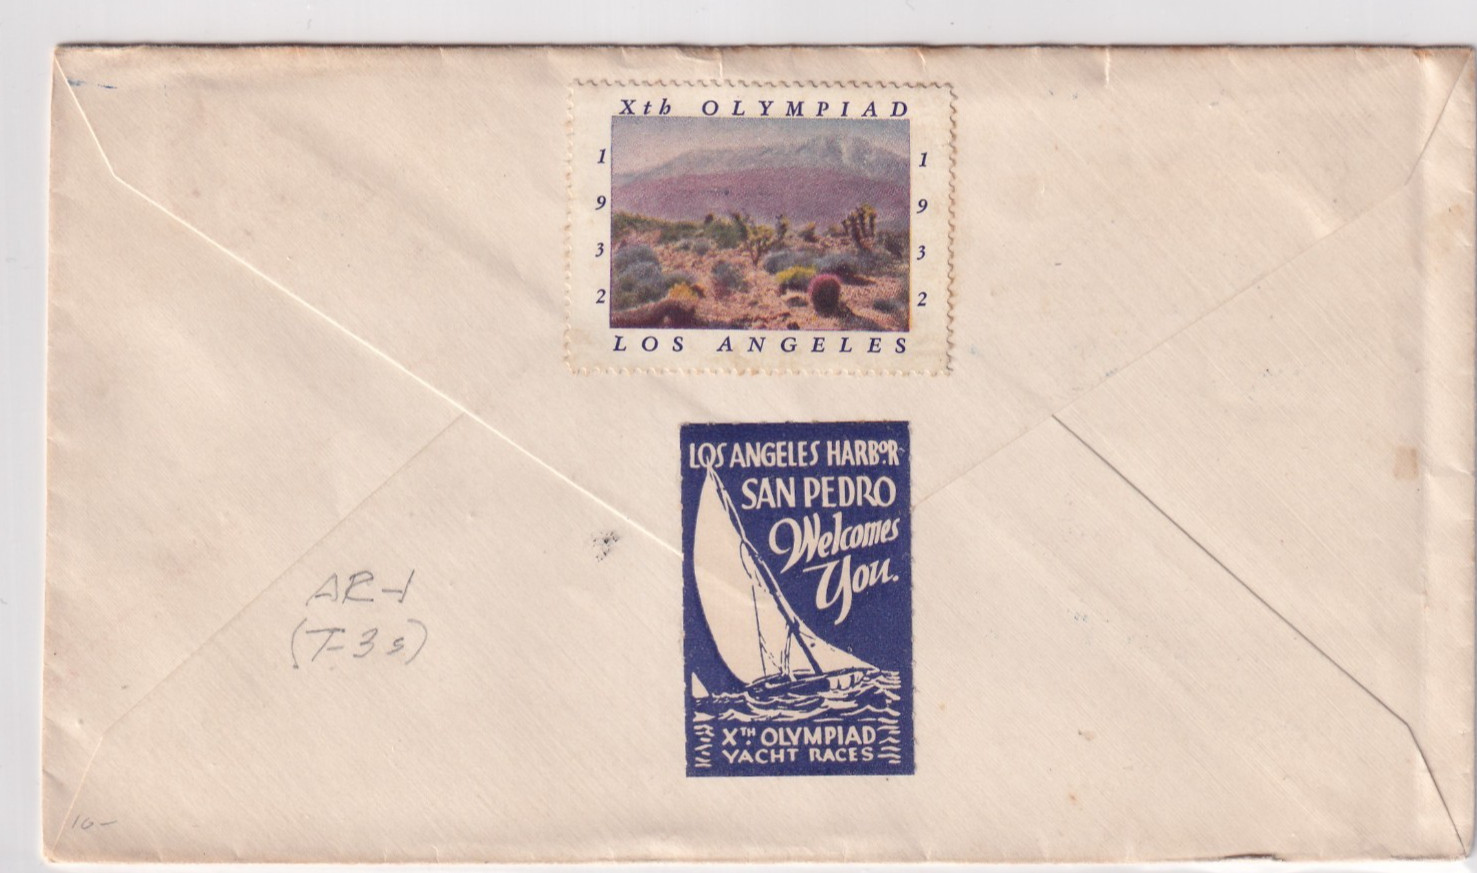 Xth OLYMPIAD
1 9 3 2
1 9 3 2
LOS ANGELES
LOS ANGELES HARBOR
SAN PEDRO
Welcomes
You.
XTH OLYMPIAD
YACHT RACES
AR-1
(T-3s)
10-